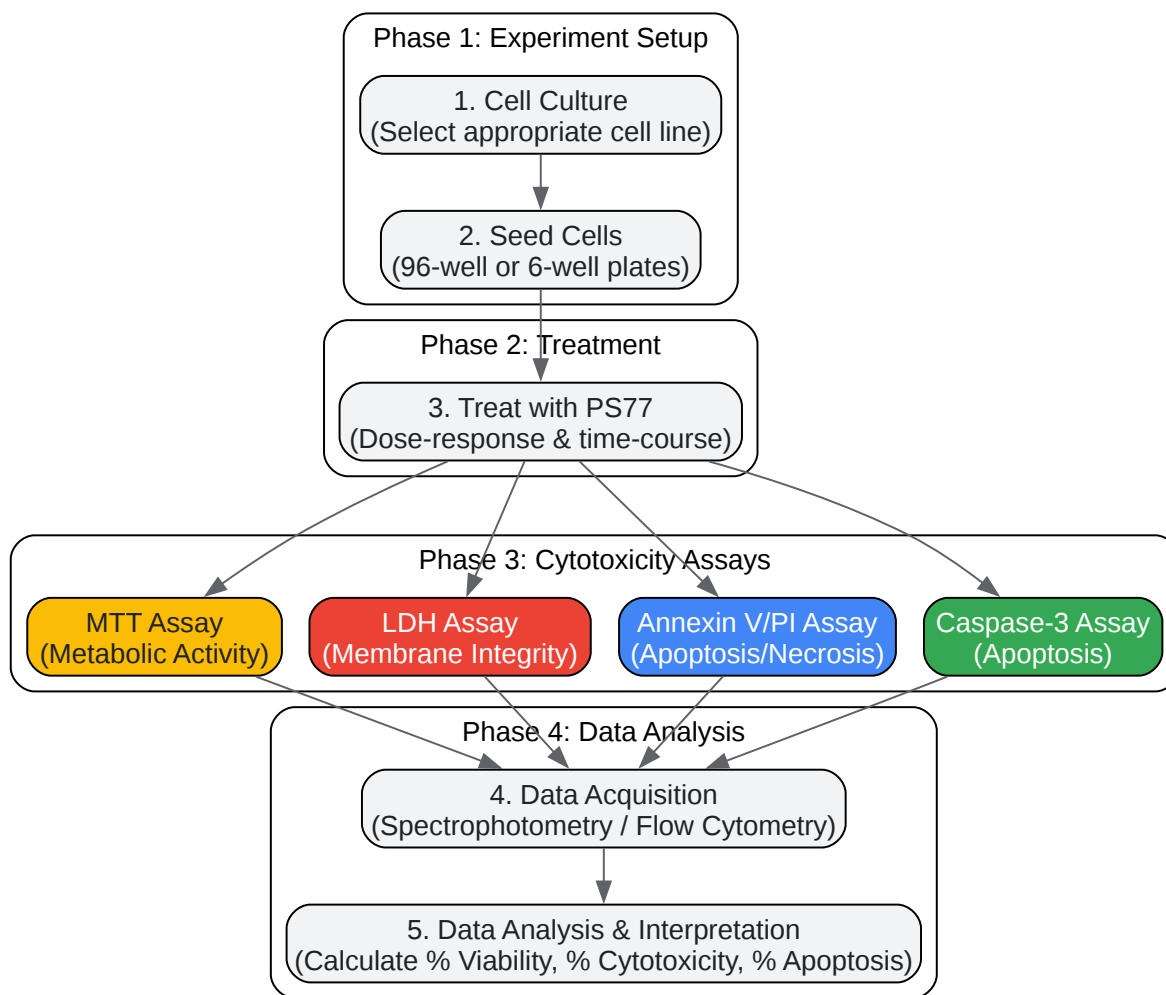 Phase 1: Experiment Setup
1. Cell Culture
(Select appropriate cell line)
2. Seed Cells
(96-well or 6-well plates)
Phase 2: Treatment
3. Treat with PS77
(Dose-response & time-course)
Phase 3: Cytotoxicity Assays
MTT Assay
(Metabolic Activity)
LDH Assay
(Membrane Integrity)
Annexin V/PI Assay
(Apoptosis/Necrosis)
Caspase-3 Assay
(Apoptosis)
Phase 4: Data Analysis
4. Data Acquisition
(Spectrophotometry / Flow Cytometry)
5. Data Analysis & Interpretation
(Calculate % Viability, % Cytotoxicity, % Apoptosis)